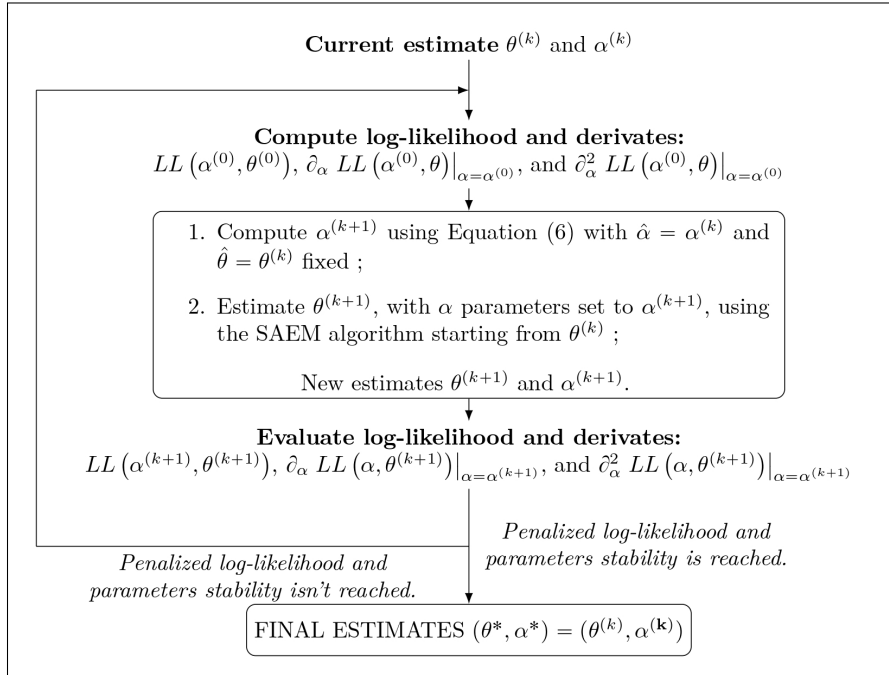 Current estimate θ^(k) and α^(k)
Compute log-likelihood and derivates:
LL (α^(0), θ^(0)), ∂_α LL (α^(0), θ)|_{α=α^(0)}, and ∂²_α LL (α^(0), θ)|_{α=α^(0)}
1. Compute α^(k+1) using Equation (6) with α̂ = α^(k) and
θ̂ = θ^(k) fixed ;
2. Estimate θ^(k+1), with α parameters set to α^(k+1), using
the SAEM algorithm starting from θ^(k) ;
New estimates θ^(k+1) and α^(k+1).
Evaluate log-likelihood and derivates:
LL (α^(k+1), θ^(k+1)), ∂_α LL (α, θ^(k+1))|_{α=α^(k+1)}, and ∂²_α LL (α, θ^(k+1))|_{α=α^(k+1)}
Penalized log-likelihood and
parameters stability is reached.
Penalized log-likelihood and
parameters stability isn't reached.
FINAL ESTIMATES (θ*, α*) = (θ^(k), α^(k))